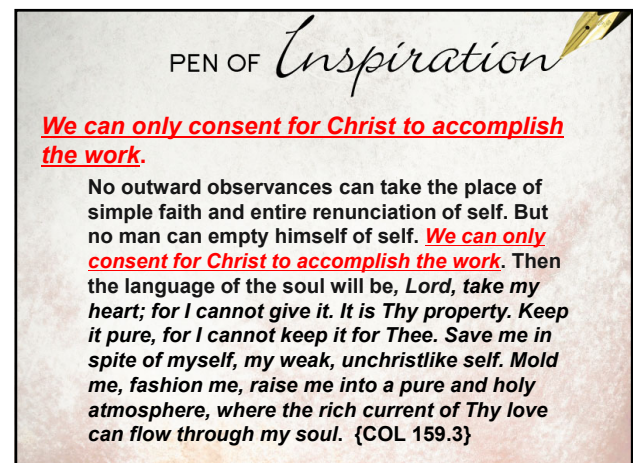 PEN OF Inspiration
We can only consent for Christ to accomplish
the work.
No outward observances can take the place of
simple faith and entire renunciation of self. But
no man can empty himself of self. We can only
consent for Christ to accomplish the work. Then
the language of the soul will be, Lord, take my
heart; for I cannot give it. It is Thy property. Keep
it pure, for I cannot keep it for Thee. Save me in
spite of myself, my weak, unchristlike self. Mold
me, fashion me, raise me into a pure and holy
atmosphere, where the rich current of Thy love
can flow through my soul. {COL 159.3}